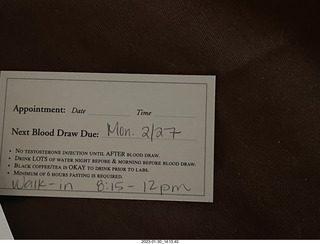 Appointment: Date Time
Next Blood Draw Due: Mon. 2/27
• No testosterone injection until AFTER blood draw.
• Drink LOTS of water night before & morning before blood draw.
• Black coffee/tea is OKAY to drink prior to labs.
• Minimum of 6 hours fasting is required.
Walk-in 8:15-12pm
2023-01-30_14:13:40